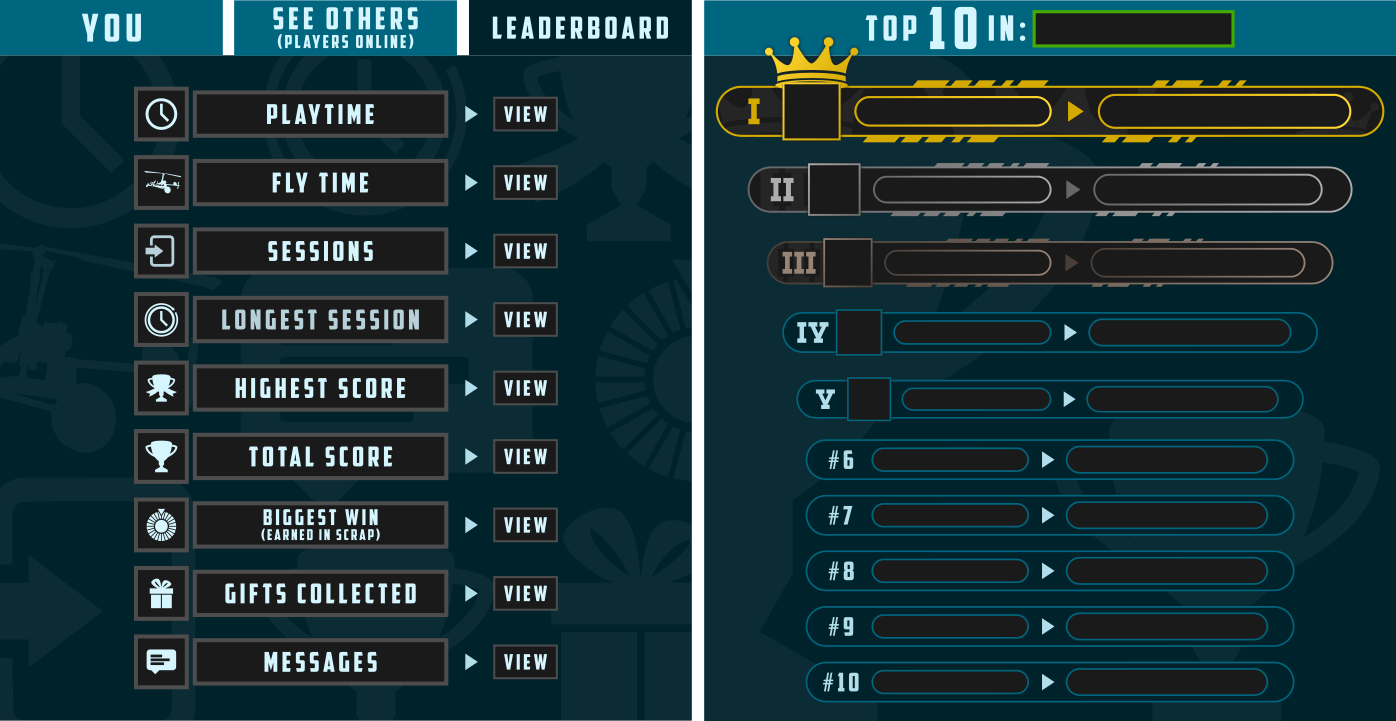 YOU
SEE OTHERS
(PLAYERS ONLINE)
LEADERBOARD
PLAYTIME
VIEW
FLY TIME
VIEW
SESSIONS
VIEW
LONGEST SESSION
VIEW
HIGHEST SCORE
VIEW
TOTAL SCORE
VIEW
BIGGEST WIN
(EARNED IN SCRAP)
VIEW
GIFTS COLLECTED
VIEW
MESSAGES
VIEW
TOP 10 IN:
I
II
III
IV
V
#6
#7
#8
#9
#10